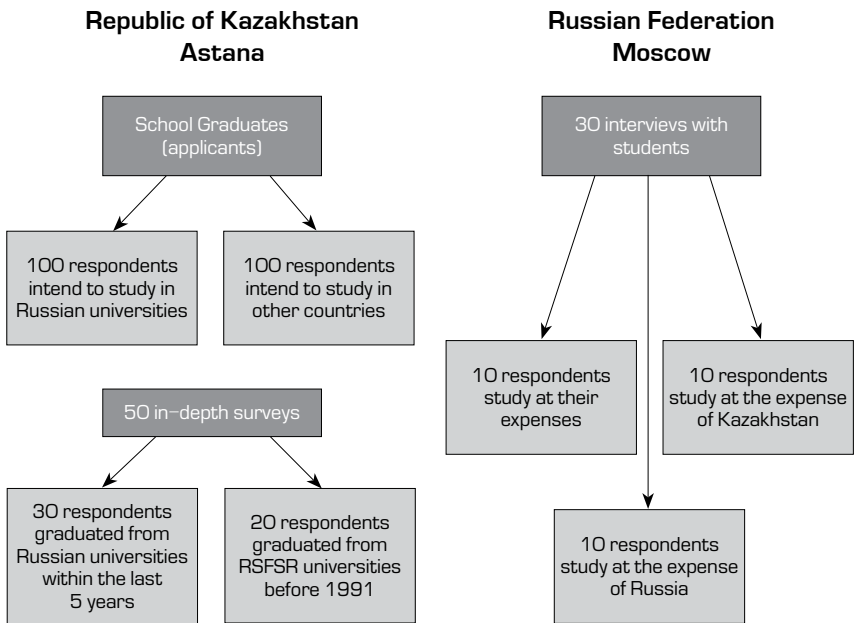 Republic of Kazakhstan
Astana
School Graduates
(applicants)
100 respondents
intend to study in
Russian universities
100 respondents
intend to study in
other countries
50 in-depth surveys
30 respondents
graduated from
Russian universities
within the last
5 years
20 respondents
graduated from
RSFSR universities
before 1991
Russian Federation
Moscow
30 intervievs with
students
10 respondents
study at their
expenses
10 respondents
study at the expense
of Kazakhstan
10 respondents
study at the expense
of Russia